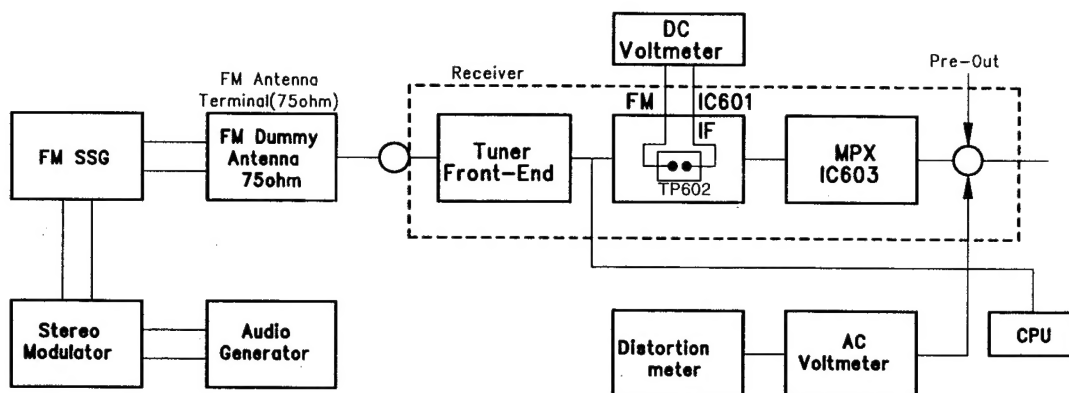 DC
Voltmeter
Pre-Out
Receiver
FM Antenna
Terminal(75ohm)
FM
IC601
FM SSG
FM Dummy
Antenna
75ohm
Tuner
Front-End
IF
TP602
MPX
IC603
Stereo
Modulator
Audio
Generator
Distortion
meter
AC
Voltmeter
CPU